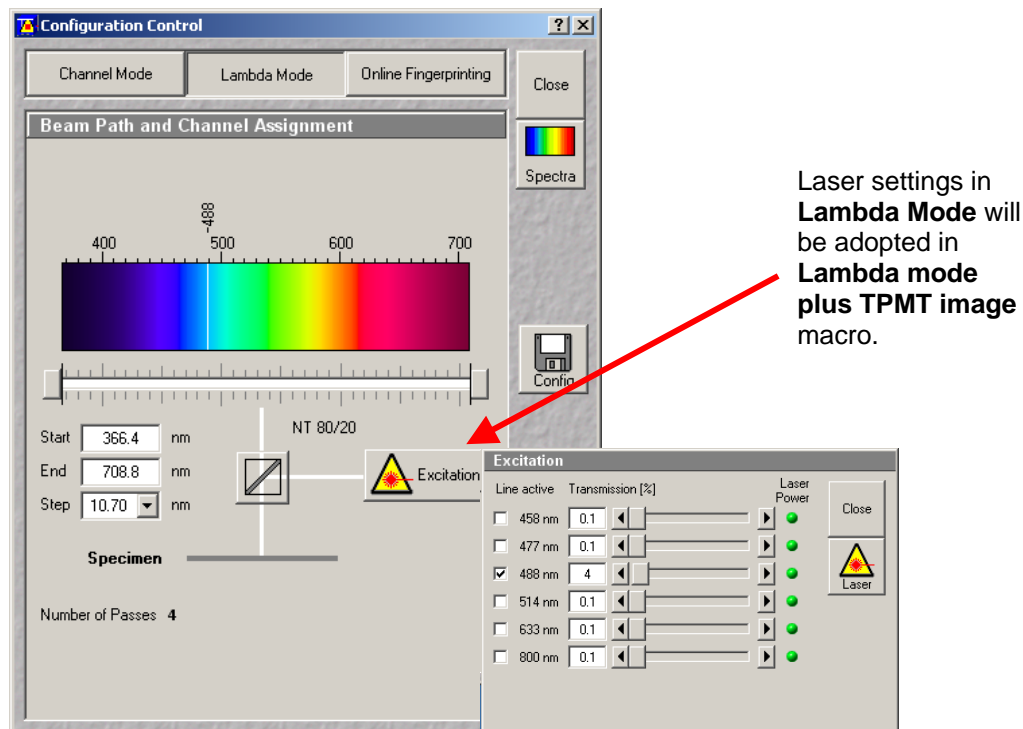 Configuration Control
Channel Mode
Lambda Mode
Online Fingerprinting
Close
Beam Path and Channel Assignment
Spectra
-488
400 500 600 700
Config
NT 80/20
Start 366.4 nm
End 708.8 nm
Step 10.70 nm
Excitation
Specimen
Number of Passes 4
Laser settings in
Lambda Mode will
be adopted in
Lambda mode
plus TPMT image
macro.
Excitation
Line active Transmission [%] Laser
Power
Close
458 nm 0.1
477 nm 0.1
488 nm 4
Laser
514 nm 0.1
633 nm 0.1
800 nm 0.1